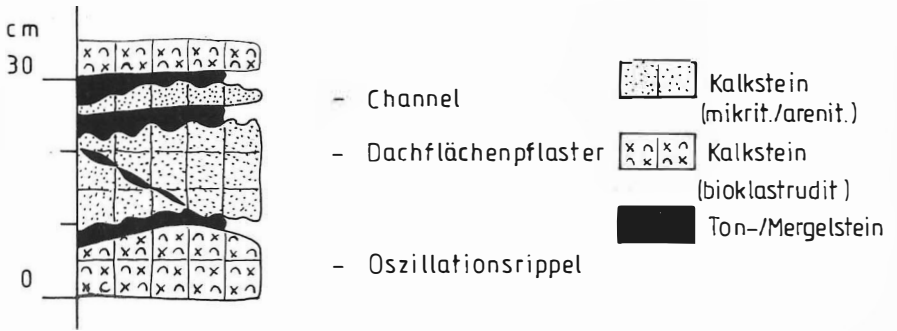 cm
30
0
- Channel
- Dachflächenpflaster
- Oszillationsrippel
Kalkstein
(mikrit./arenit.)
Kalkstein
(bioklastrudit)
Ton-/Mergelstein